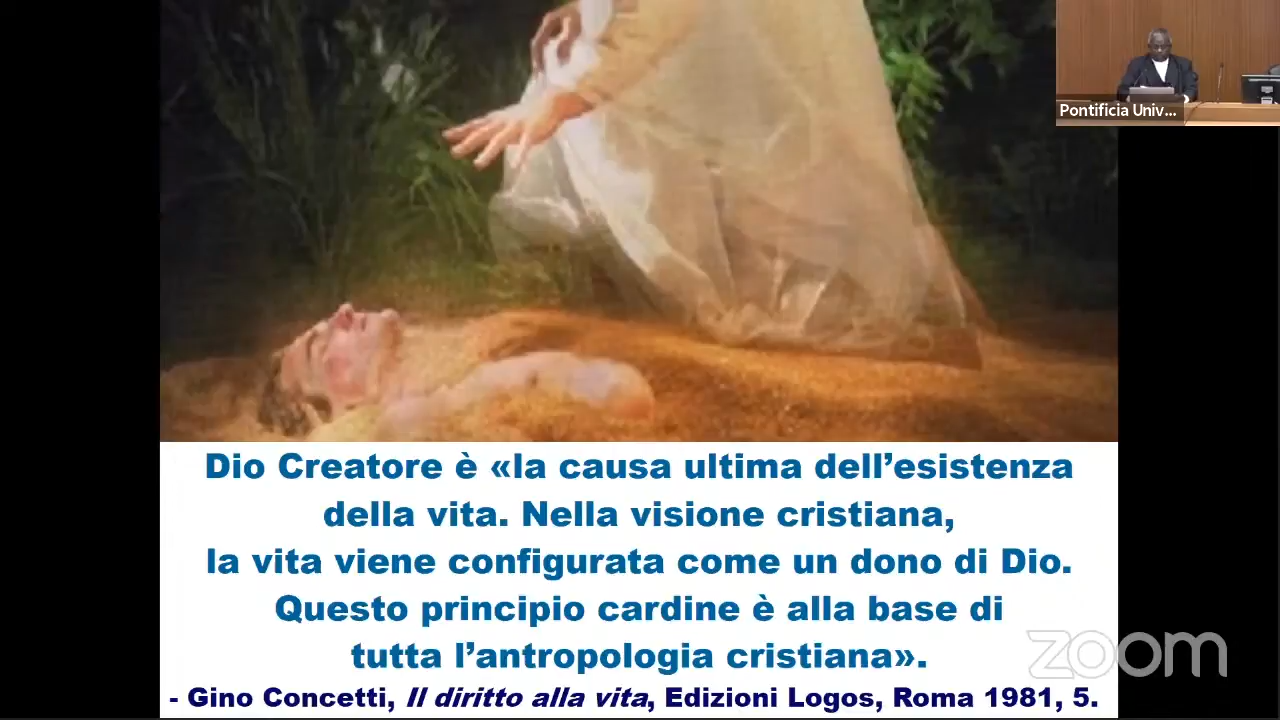 Pontificia Univ...
Dio Creatore è «la causa ultima dell’esistenza
della vita. Nella visione cristiana,
la vita viene configurata come un dono di Dio.
Questo principio cardine è alla base di
tutta l’antropologia cristiana».
- Gino Concetti, Il diritto alla vita, Edizioni Logos, Roma 1981, 5.
zoom